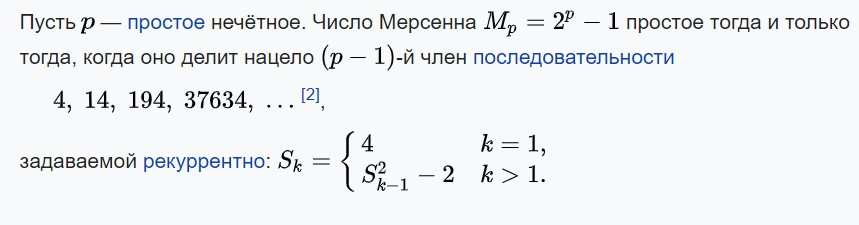 Пусть p — простое нечётное. Число Мерсенна M_p = 2^p − 1 простое тогда и только
тогда, когда оно делит нацело (p − 1)-й член последовательности
4, 14, 194, 37634, … [2],
задаваемой рекуррентно: S_k = { 4 k = 1,
S_{k−1}^2 − 2 k > 1.